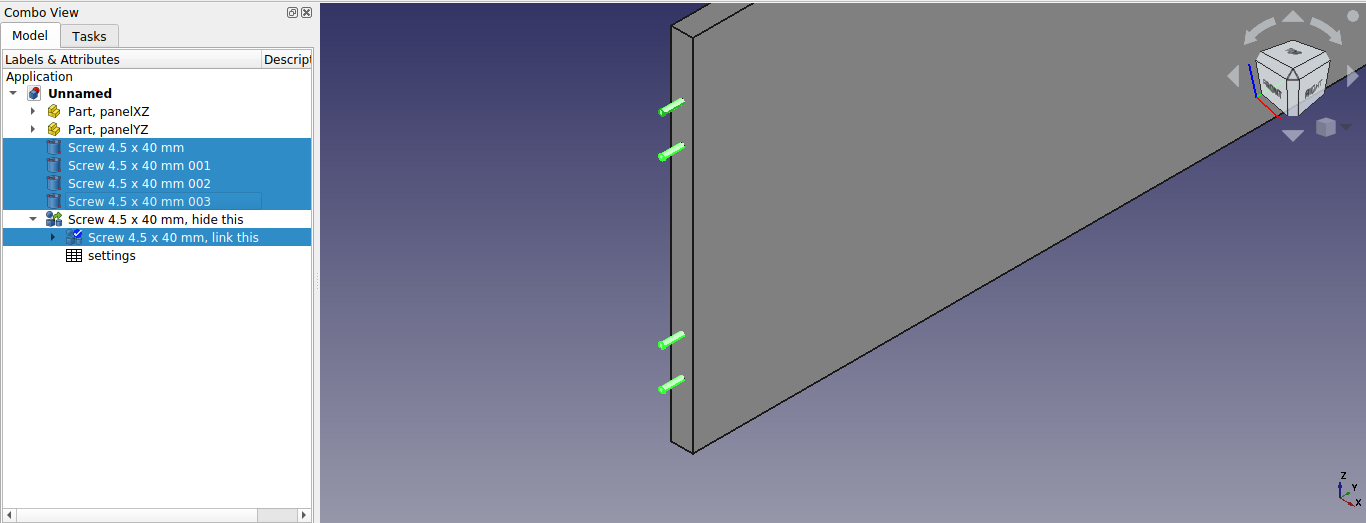 Combo View
Model
Tasks
Labels & Attributes
Descript
Application
Unnamed
Part, panelXZ
Part, panelYZ
Screw 4.5 x 40 mm
Screw 4.5 x 40 mm 001
Screw 4.5 x 40 mm 002
Screw 4.5 x 40 mm 003
Screw 4.5 x 40 mm, hide this
Screw 4.5 x 40 mm, link this
settings
FRONT
RIGHT
Z
Y
X